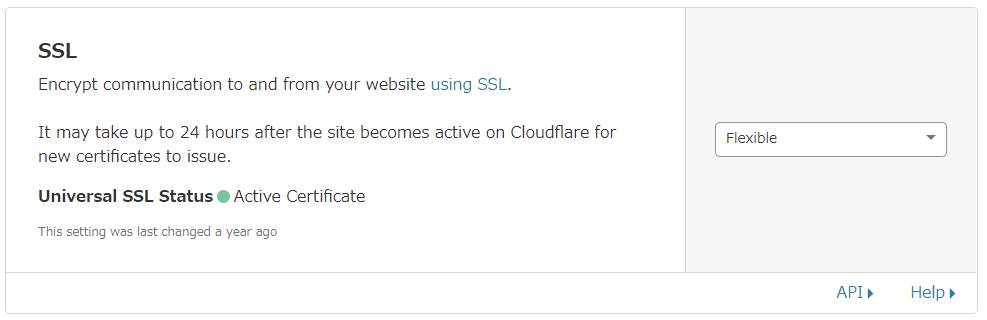 SSL
Encrypt communication to and from your website using SSL.
It may take up to 24 hours after the site becomes active on Cloudflare for
new certificates to issue.
Universal SSL Status Active Certificate
This setting was last changed a year ago
Flexible
API
Help